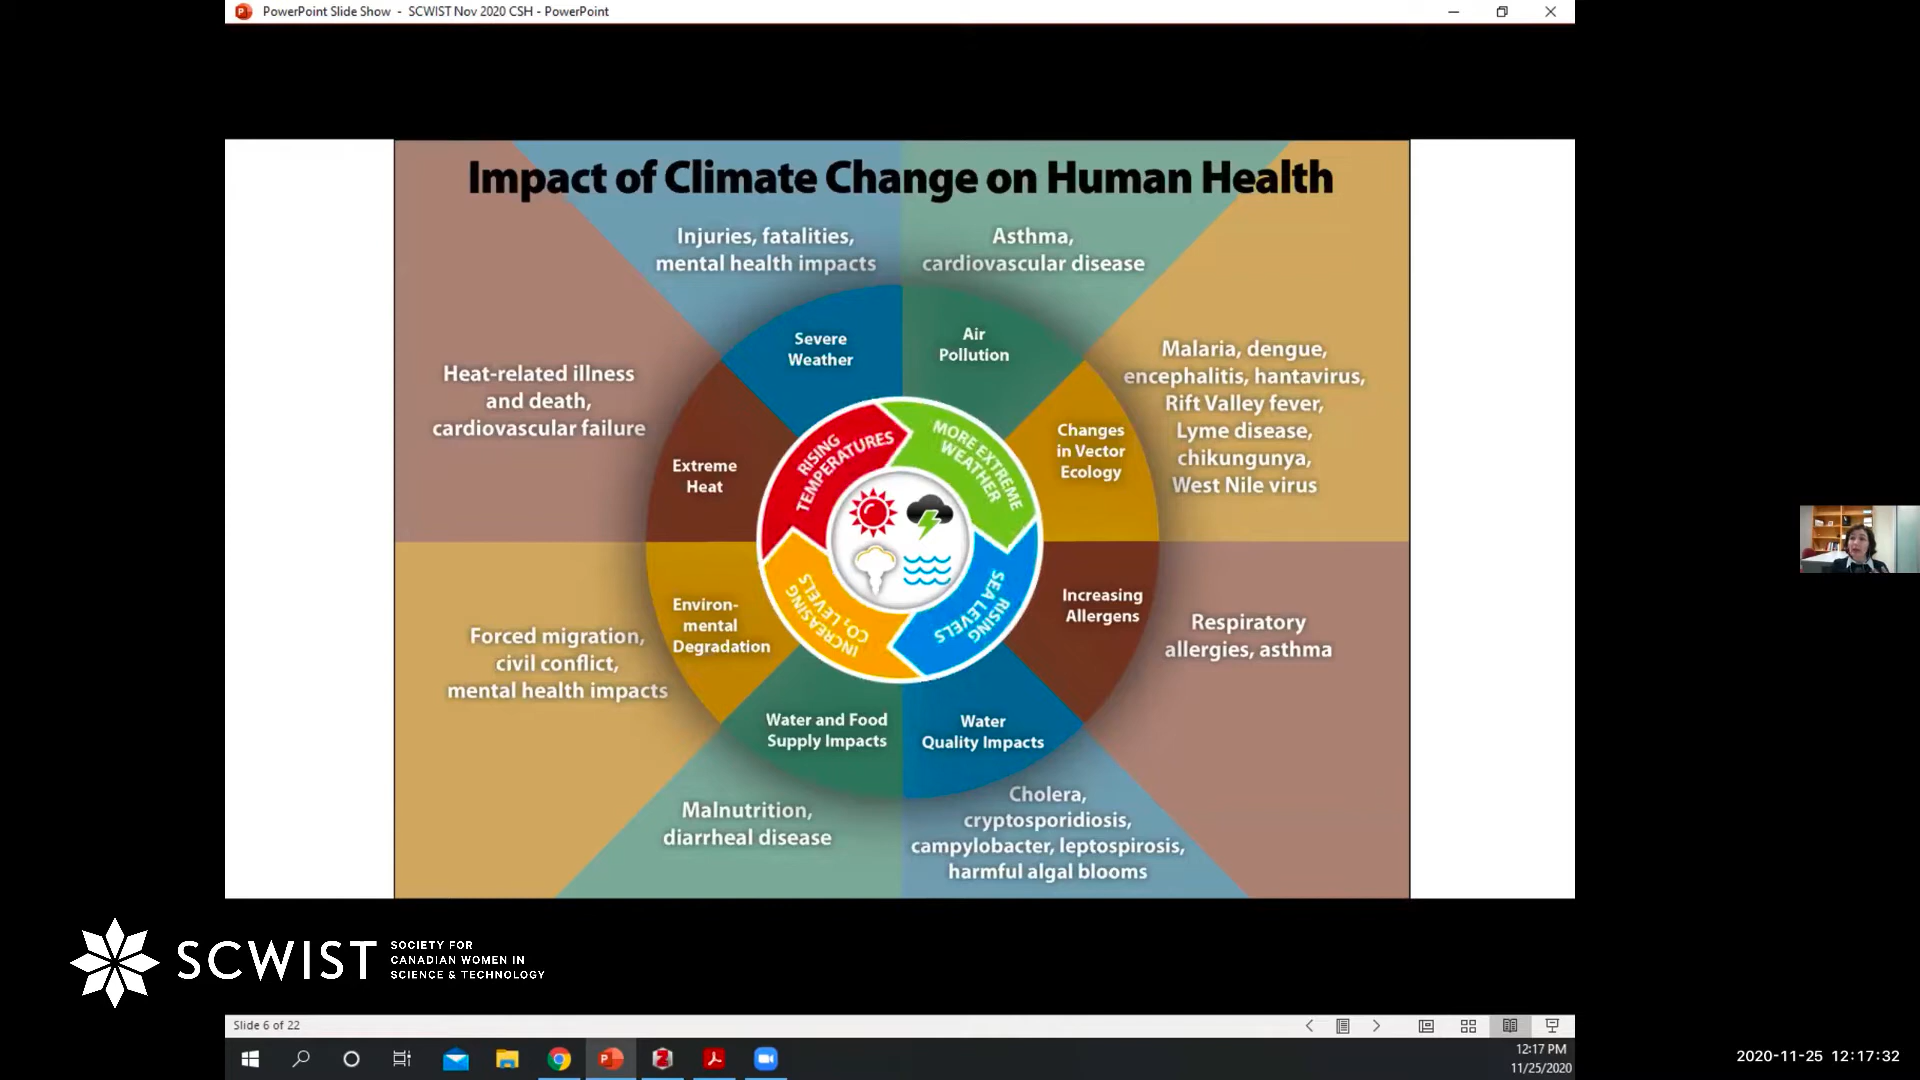 PowerPoint Slide Show - SCWIST Nov 2020 CSH - PowerPoint
Impact of Climate Change on Human Health
Injuries, fatalities,
mental health impacts
Asthma,
cardiovascular disease
Severe
Weather
Air
Pollution
Heat-related illness
and death,
cardiovascular failure
Malaria, dengue,
encephalitis, hantavirus,
Rift Valley fever,
Lyme disease,
chikungunya,
West Nile virus
Extreme
Heat
Changes
in Vector
Ecology
RISING
TEMPERATURES
MORE EXTREME
WEATHER
INCREASING
CO₂ LEVELS
RISING
SEA LEVELS
Environ-
mental
Degradation
Increasing
Allergens
Forced migration,
civil conflict,
mental health impacts
Respiratory
allergies, asthma
Water and Food
Supply Impacts
Water
Quality Impacts
Malnutrition,
diarrheal disease
Cholera,
cryptosporidiosis,
campylobacter, leptospirosis,
harmful algal blooms
SCWIST
SOCIETY FOR
CANADIAN WOMEN IN
SCIENCE & TECHNOLOGY
Slide 6 of 22
12:17 PM
11/25/2020
2020-11-25 12:17:32